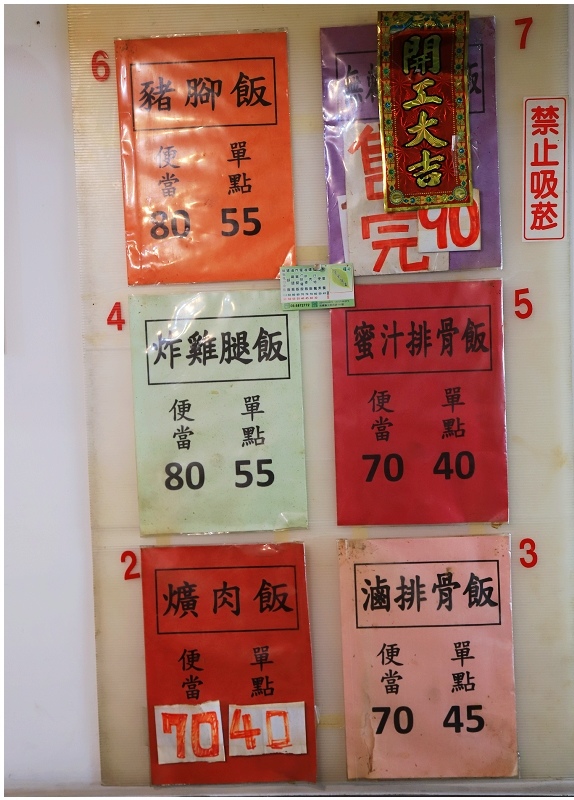 6
豬腳飯
便當
單點
80 55
7
飯
售完
90
開工大吉
禁止吸菸
4
炸雞腿飯
便當
單點
80 55
5
蜜汁排骨飯
便當
單點
70 40
2
爌肉飯
便當
單點
70 40
3
滷排骨飯
便當
單點
70 45